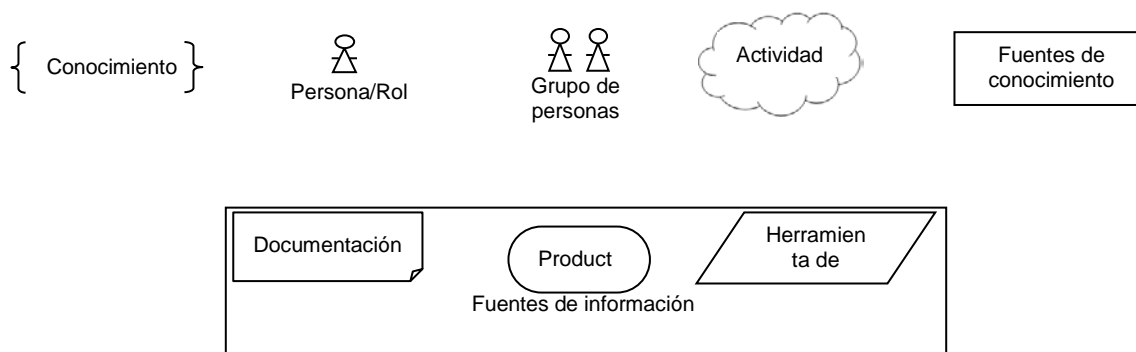 Conocimiento
Persona/Rol
Grupo de
personas
Actividad
Fuentes de
conocimiento
Documentación
Product
Herramien
ta de
Fuentes de información